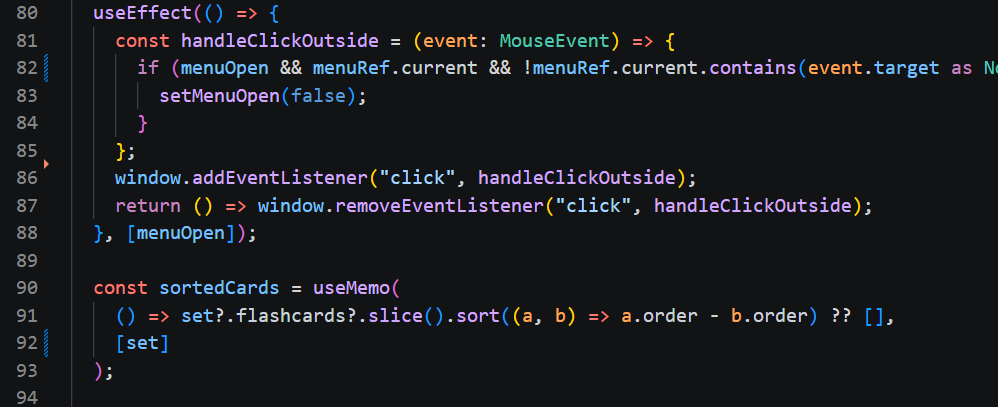 80 useEffect(() => {
81 const handleClickOutside = (event: MouseEvent) => {
82 if (menuOpen && menuRef.current && !menuRef.current.contains(event.target as No
83 setMenuOpen(false);
84 }
85 };
86 window.addEventListener("click", handleClickOutside);
87 return () => window.removeEventListener("click", handleClickOutside);
88 }, [menuOpen]);
89
90 const sortedCards = useMemo(
91 () => set?.flashcards?.slice().sort((a, b) => a.order - b.order) ?? [],
92 [set]
93 );
94